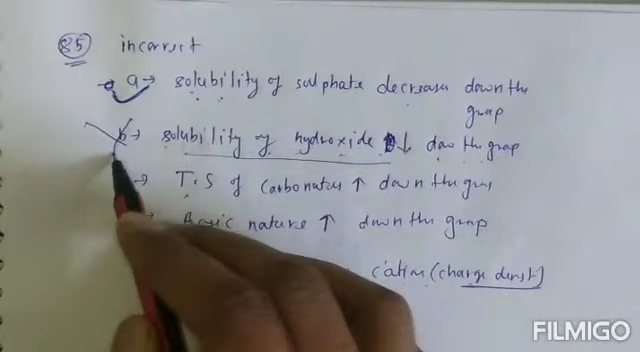 85 incorrect
a→ solubility of sulphate decreases down the
group
b→ solubility of hydroxide ↓ down the group
→ T.S of Carbonates ↑ down the group
Basic nature ↑ down the group
Cation (charge densit)
FILMIGO